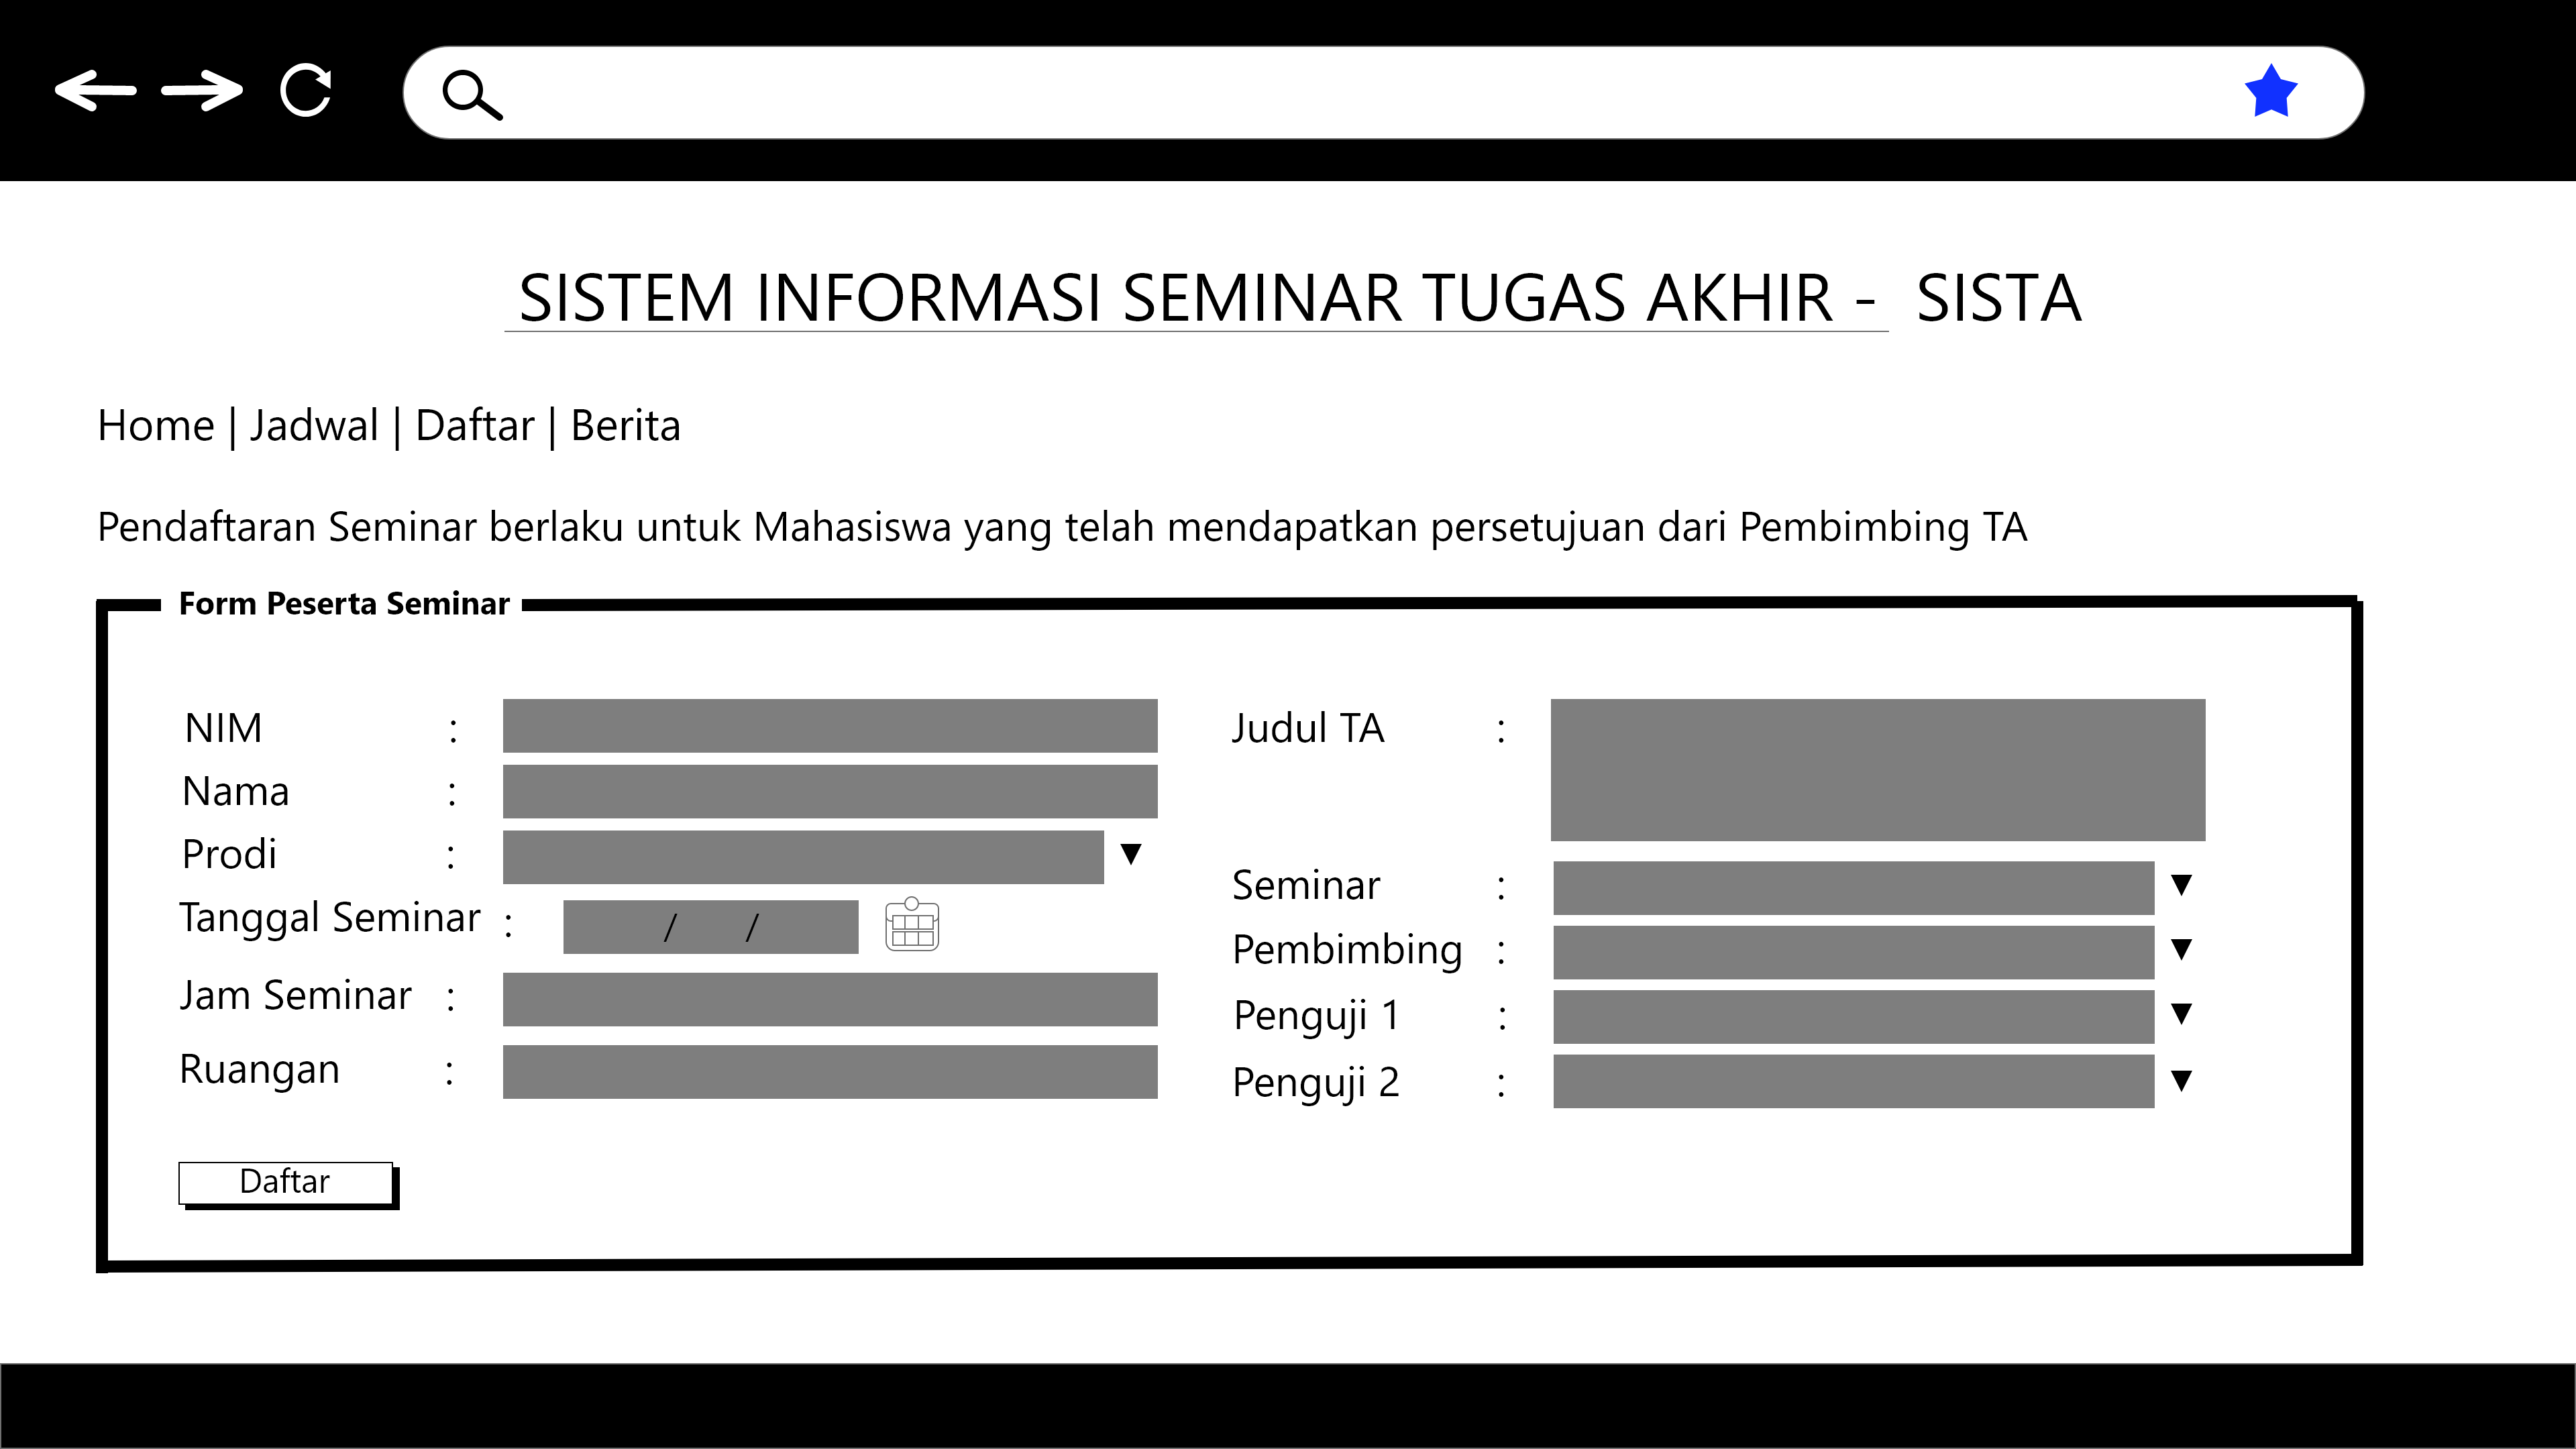 SISTEM INFORMASI SEMINAR TUGAS AKHIR - SISTA
Home | Jadwal | Daftar | Berita
Pendaftaran Seminar berlaku untuk Mahasiswa yang telah mendapatkan persetujuan dari Pembimbing TA
Form Peserta Seminar
NIM :
Nama :
Prodi : ▼
Tanggal Seminar : / /
Jam Seminar :
Ruangan :
Judul TA :
Seminar : ▼
Pembimbing : ▼
Penguji 1 : ▼
Penguji 2 : ▼
Daftar